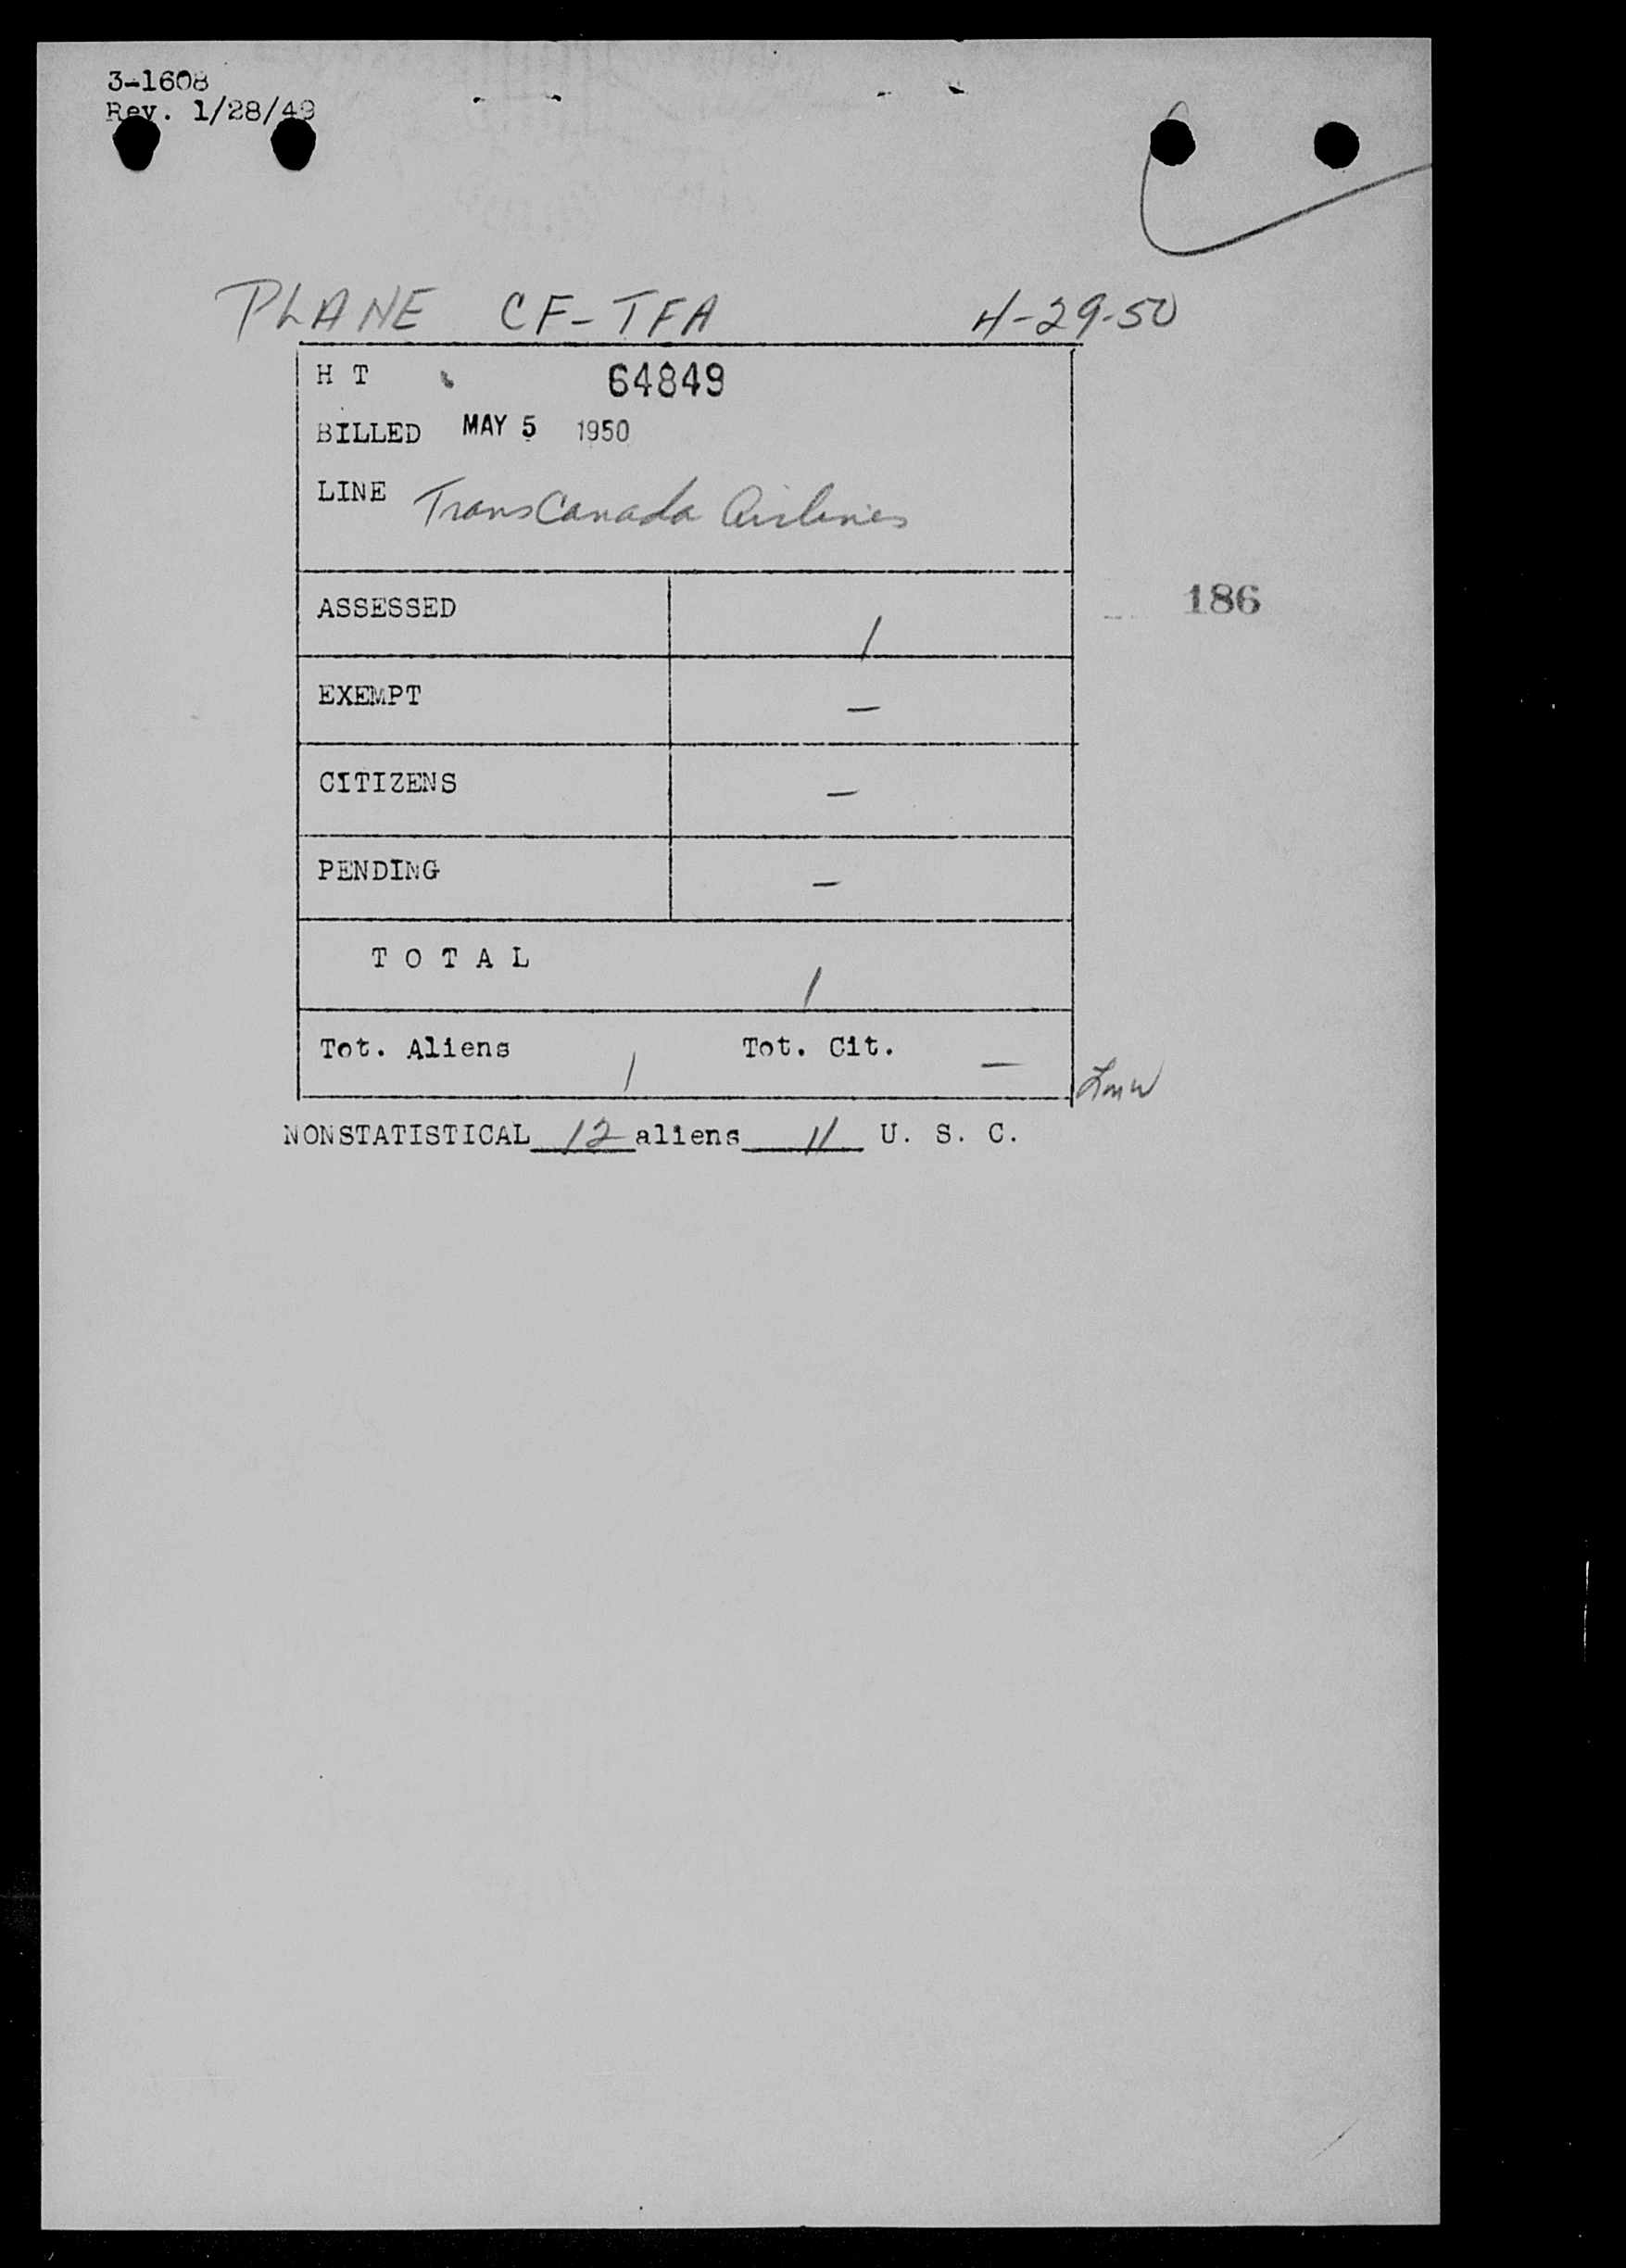 3-1608
Rev. 1/28/49
PLANE CF-TFA 4-29-50
H T 64849
BILLED MAY 5 1950
LINE TransCanada Airlines
ASSESSED 1
186
EXEMPT —
CITIZENS —
PENDING —
T O T A L 1
Tot. Aliens 1 Tot. Cit. —
LMW
NONSTATISTICAL 12 aliens 11 U. S. C.